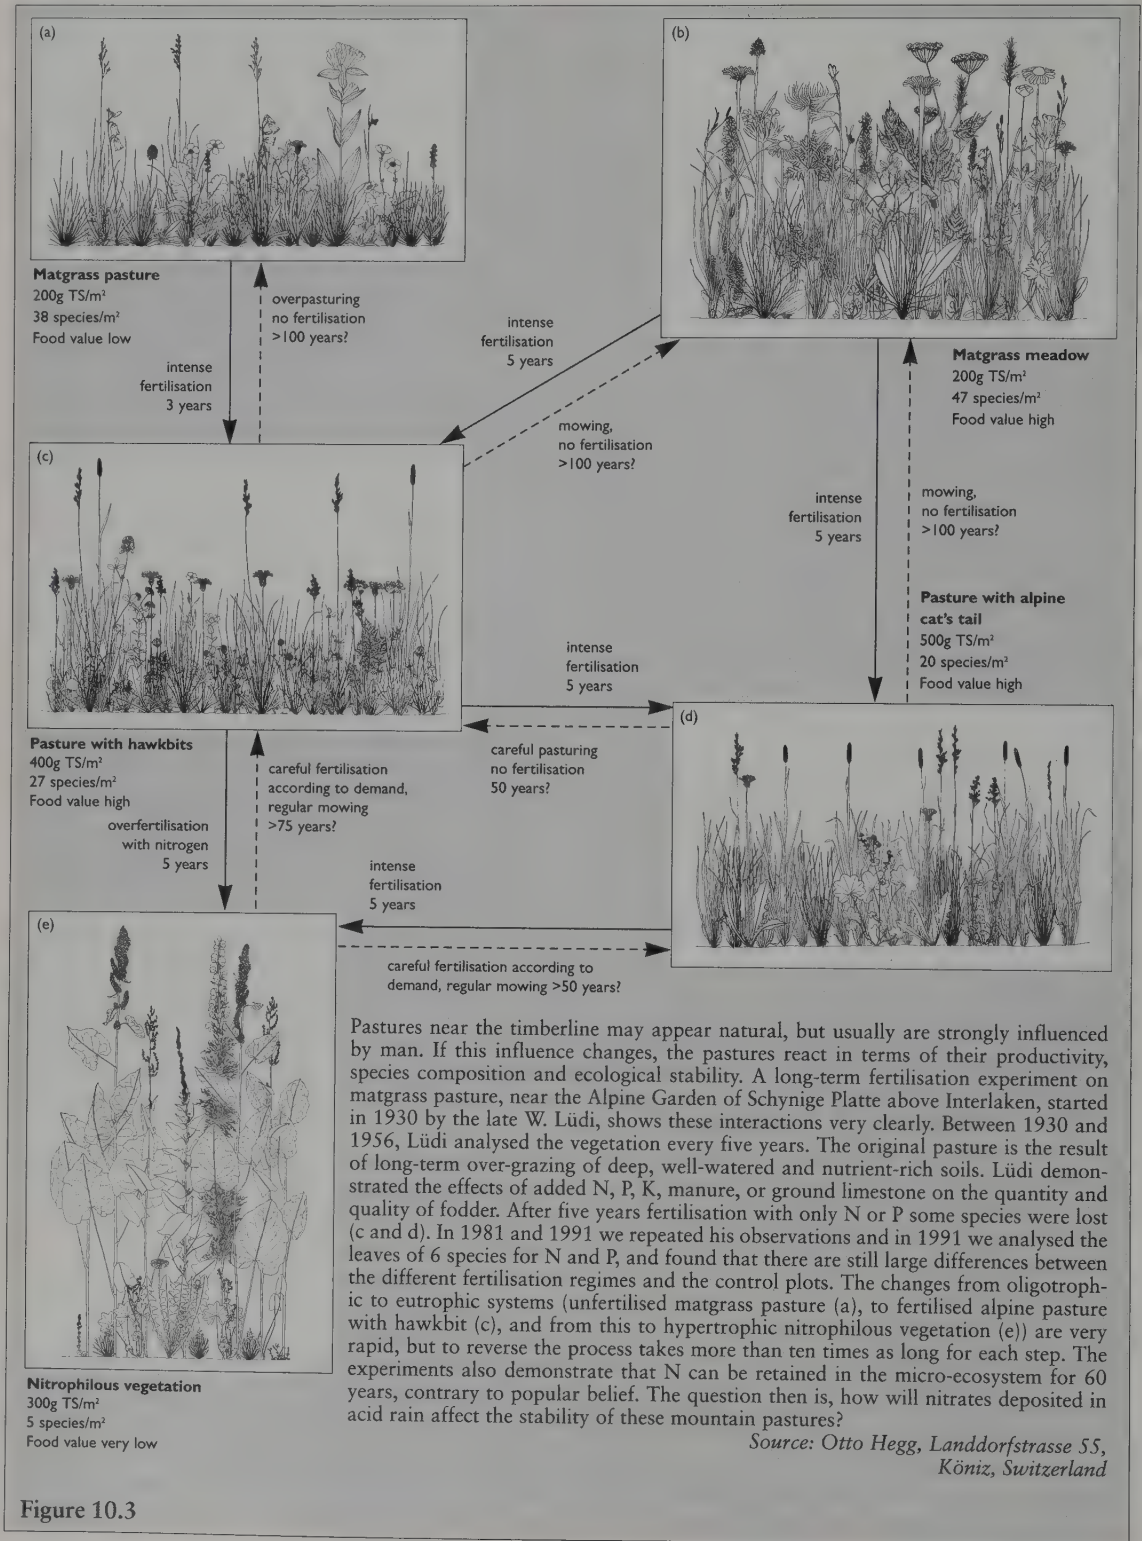 (a)
(b)
Matgrass pasture
200g TS/m²
38 species/m²
Food value low
overpasturing
no fertilisation
>100 years?
intense
fertilisation
3 years
intense
fertilisation
5 years
mowing,
no fertilisation
>100 years?
Matgrass meadow
200g TS/m²
47 species/m²
Food value high
(c)
intense
fertilisation
5 years
mowing,
no fertilisation
>100 years?
Pasture with alpine
cat's tail
500g TS/m²
20 species/m²
Food value high
intense
fertilisation
5 years
(d)
careful pasturing
no fertilisation
50 years?
Pasture with hawkbits
400g TS/m²
27 species/m²
Food value high
overfertilisation
with nitrogen
5 years
careful fertilisation
according to demand,
regular mowing
>75 years?
intense
fertilisation
5 years
(e)
careful fertilisation according to
demand, regular mowing >50 years?
Pastures near the timberline may appear natural, but usually are strongly influenced
by man. If this influence changes, the pastures react in terms of their productivity,
species composition and ecological stability. A long-term fertilisation experiment on
matgrass pasture, near the Alpine Garden of Schynige Platte above Interlaken, started
in 1930 by the late W. Lüdi, shows these interactions very clearly. Between 1930 and
1956, Lüdi analysed the vegetation every five years. The original pasture is the result
of long-term over-grazing of deep, well-watered and nutrient-rich soils. Lüdi demon-
strated the effects of added N, P, K, manure, or ground limestone on the quantity and
quality of fodder. After five years fertilisation with only N or P some species were lost
(c and d). In 1981 and 1991 we repeated his observations and in 1991 we analysed the
leaves of 6 species for N and P, and found that there are still large differences between
the different fertilisation regimes and the control plots. The changes from oligotroph-
ic to eutrophic systems (unfertilised matgrass pasture (a), to fertilised alpine pasture
with hawkbit (c), and from this to hypertrophic nitrophilous vegetation (e)) are very
rapid, but to reverse the process takes more than ten times as long for each step. The
experiments also demonstrate that N can be retained in the micro-ecosystem for 60
years, contrary to popular belief. The question then is, how will nitrates deposited in
acid rain affect the stability of these mountain pastures?
Source: Otto Hegg, Landdorfstrasse 55,
Köniz, Switzerland
Nitrophilous vegetation
300g TS/m²
5 species/m²
Food value very low
Figure 10.3